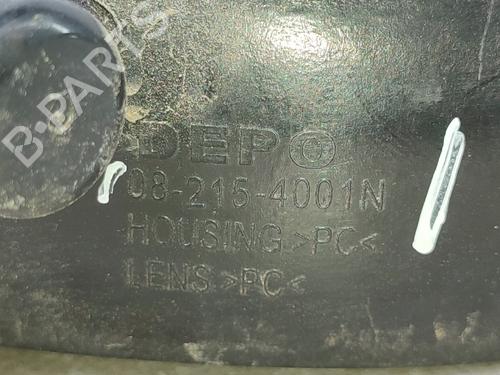 B-PARTS
DEPO
08-215-4001N
HOUSING >PC<
LENS >PC<